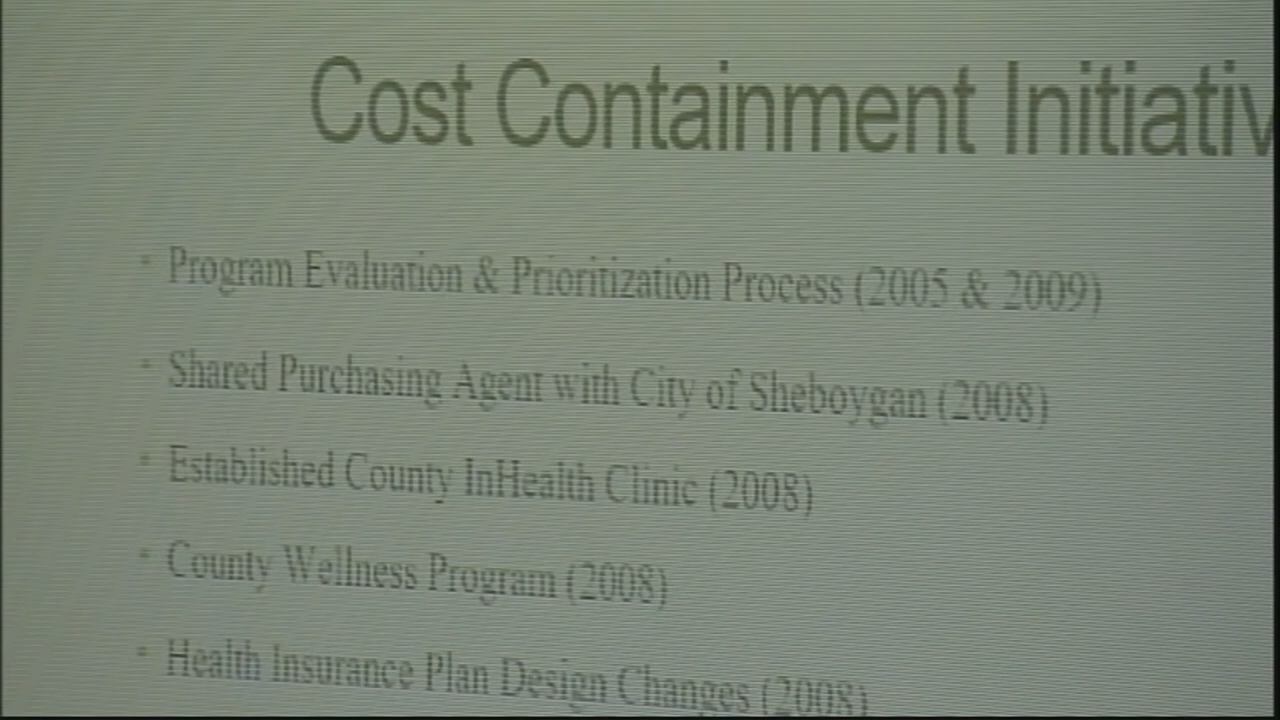 Cost Containment Initiativ
• Program Evaluation & Prioritization Process (2005 & 2009)
• Shared Purchasing Agent with City of Sheboygan (2008)
• Established County InHealth Clinic (2008)
• County Wellness Program (2008)
• Health Insurance Plan Design Changes (2008)